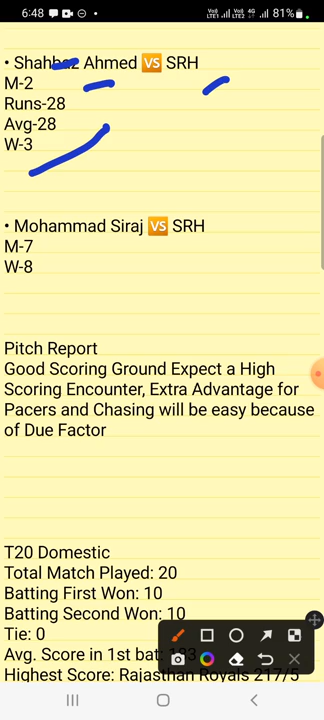 6:48
81%
• Shahbaz Ahmed VS SRH
M-2
Runs-28
Avg-28
W-3
• Mohammad Siraj VS SRH
M-7
W-8
Pitch Report
Good Scoring Ground Expect a High
Scoring Encounter, Extra Advantage for
Pacers and Chasing will be easy because
of Due Factor
T20 Domestic
Total Match Played: 20
Batting First Won: 10
Batting Second Won: 10
Tie: 0
Avg. Score in 1st bat: 183
Highest Score: Rajasthan Royals 217/5